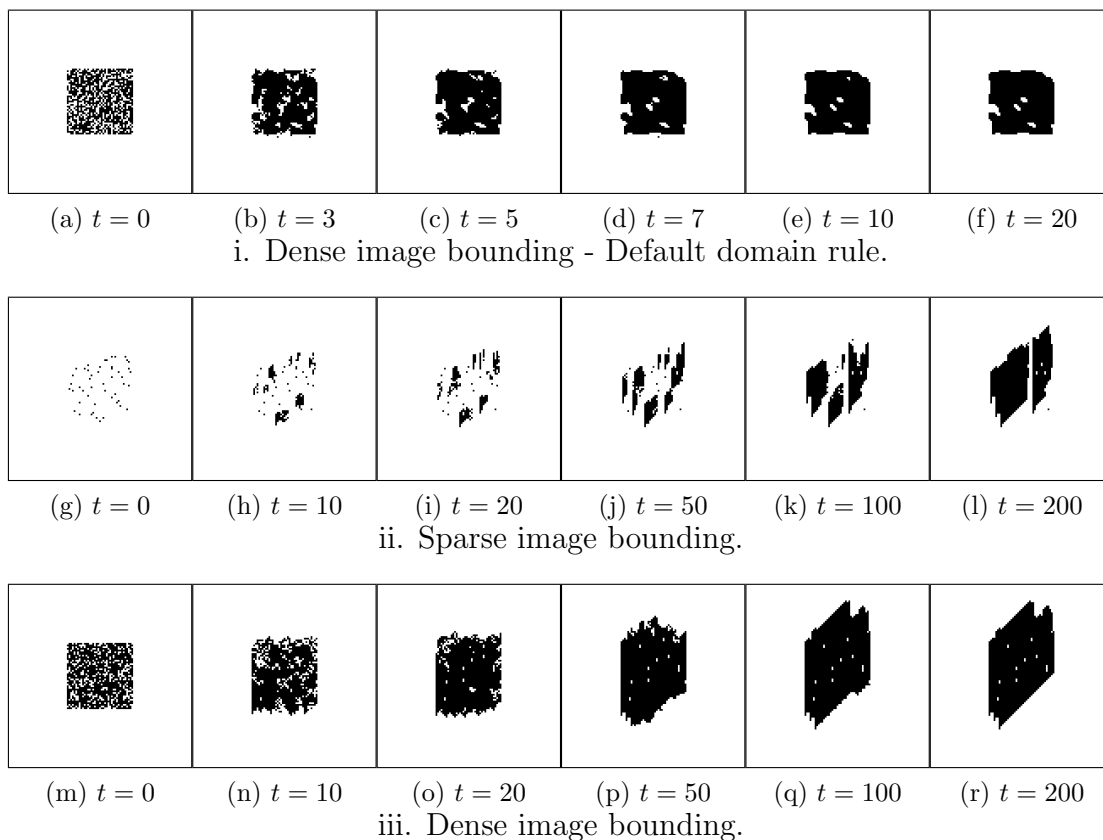 (a) t = 0 (b) t = 3 (c) t = 5 (d) t = 7 (e) t = 10 (f) t = 20
i. Dense image bounding - Default domain rule.
(g) t = 0 (h) t = 10 (i) t = 20 (j) t = 50 (k) t = 100 (l) t = 200
ii. Sparse image bounding.
(m) t = 0 (n) t = 10 (o) t = 20 (p) t = 50 (q) t = 100 (r) t = 200
iii. Dense image bounding.